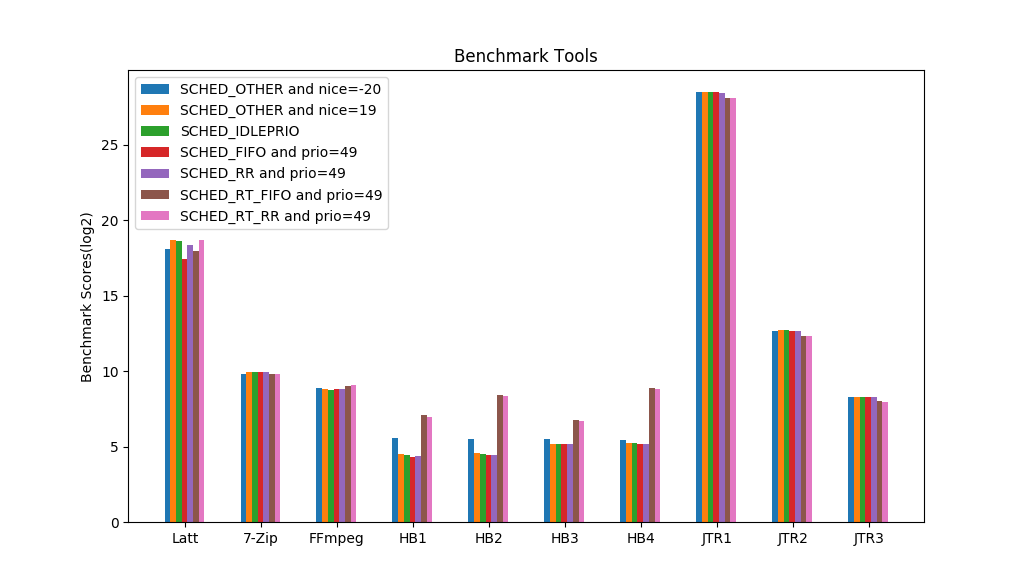 Benchmark Tools
SCHED_OTHER and nice=-20
SCHED_OTHER and nice=19
SCHED_IDLEPRIO
SCHED_FIFO and prio=49
SCHED_RR and prio=49
SCHED_RT_FIFO and prio=49
SCHED_RT_RR and prio=49
Benchmark Scores(log2)
25
20
15
10
5
0
Latt 7-Zip FFmpeg HB1 HB2 HB3 HB4 JTR1 JTR2 JTR3